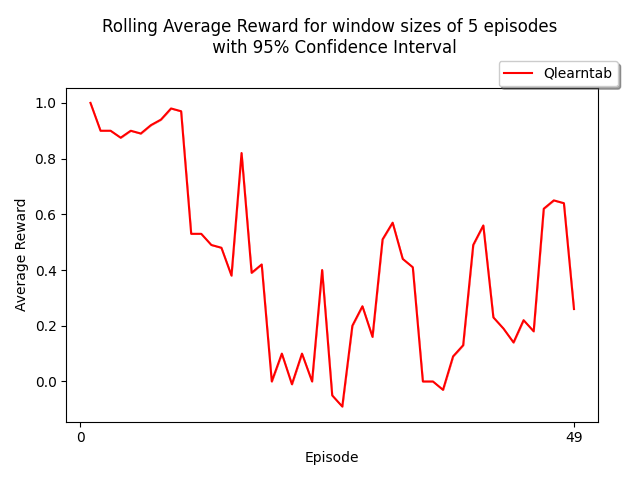 Rolling Average Reward for window sizes of 5 episodes
with 95% Confidence Interval
Qlearntab
1.0
0.8
0.6
0.4
0.2
0.0
Average Reward
0
49
Episode